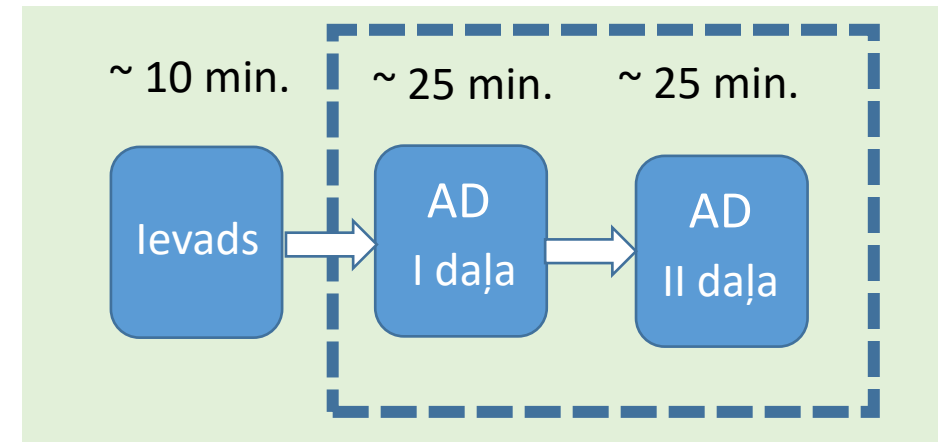 ~ 10 min.
~ 25 min.
~ 25 min.
Ievads
AD
I daļa
AD
II daļa